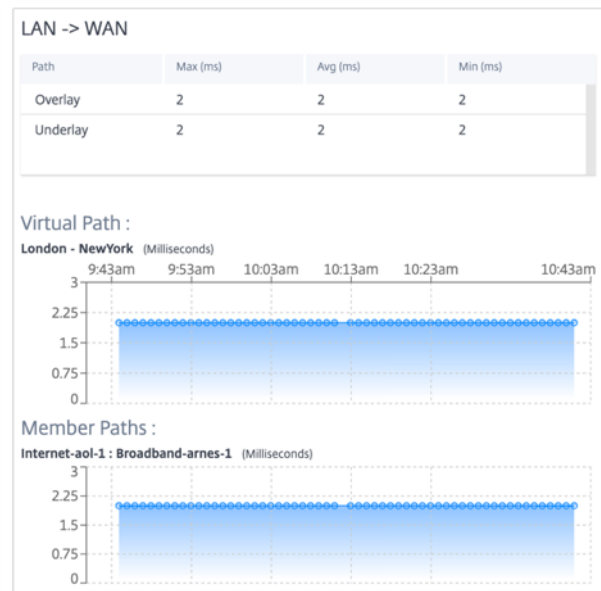 LAN -> WAN
Path Max (ms) Avg (ms) Min (ms)
Overlay 2 2 2
Underlay 2 2 2
Virtual Path :
London - NewYork (Milliseconds)
9:43am 9:53am 10:03am 10:13am 10:23am 10:43am
3
2.25
1.5
0.75
0
Member Paths :
Internet-aol-1 : Broadband-arnes-1 (Milliseconds)
3
2.25
1.5
0.75
0